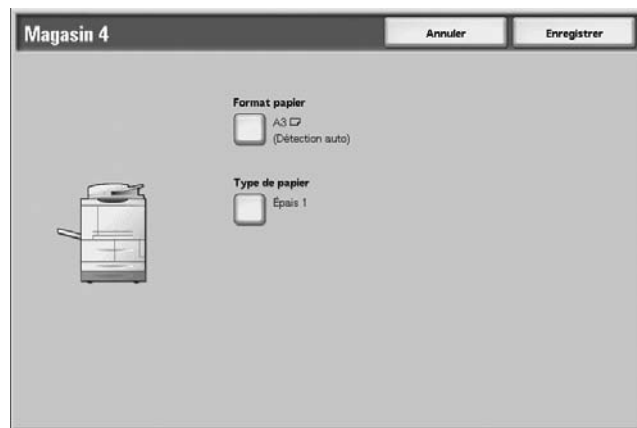 Magasin 4
Annuler
Enregistrer
Format papier
A3
(Détection auto)
Type de papier
Épais 1